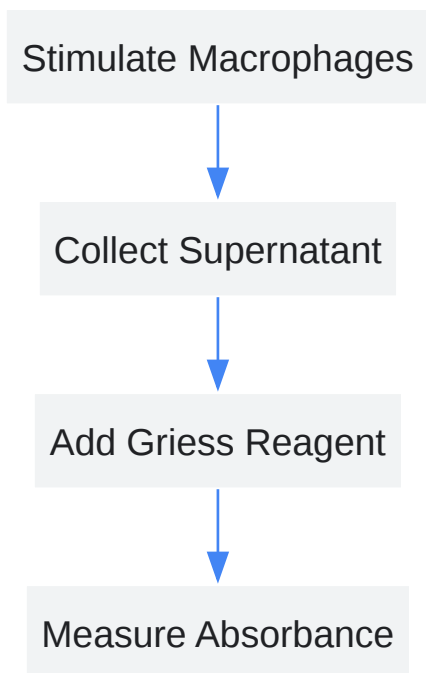 Stimulate Macrophages
Collect Supernatant
Add Griess Reagent
Measure Absorbance